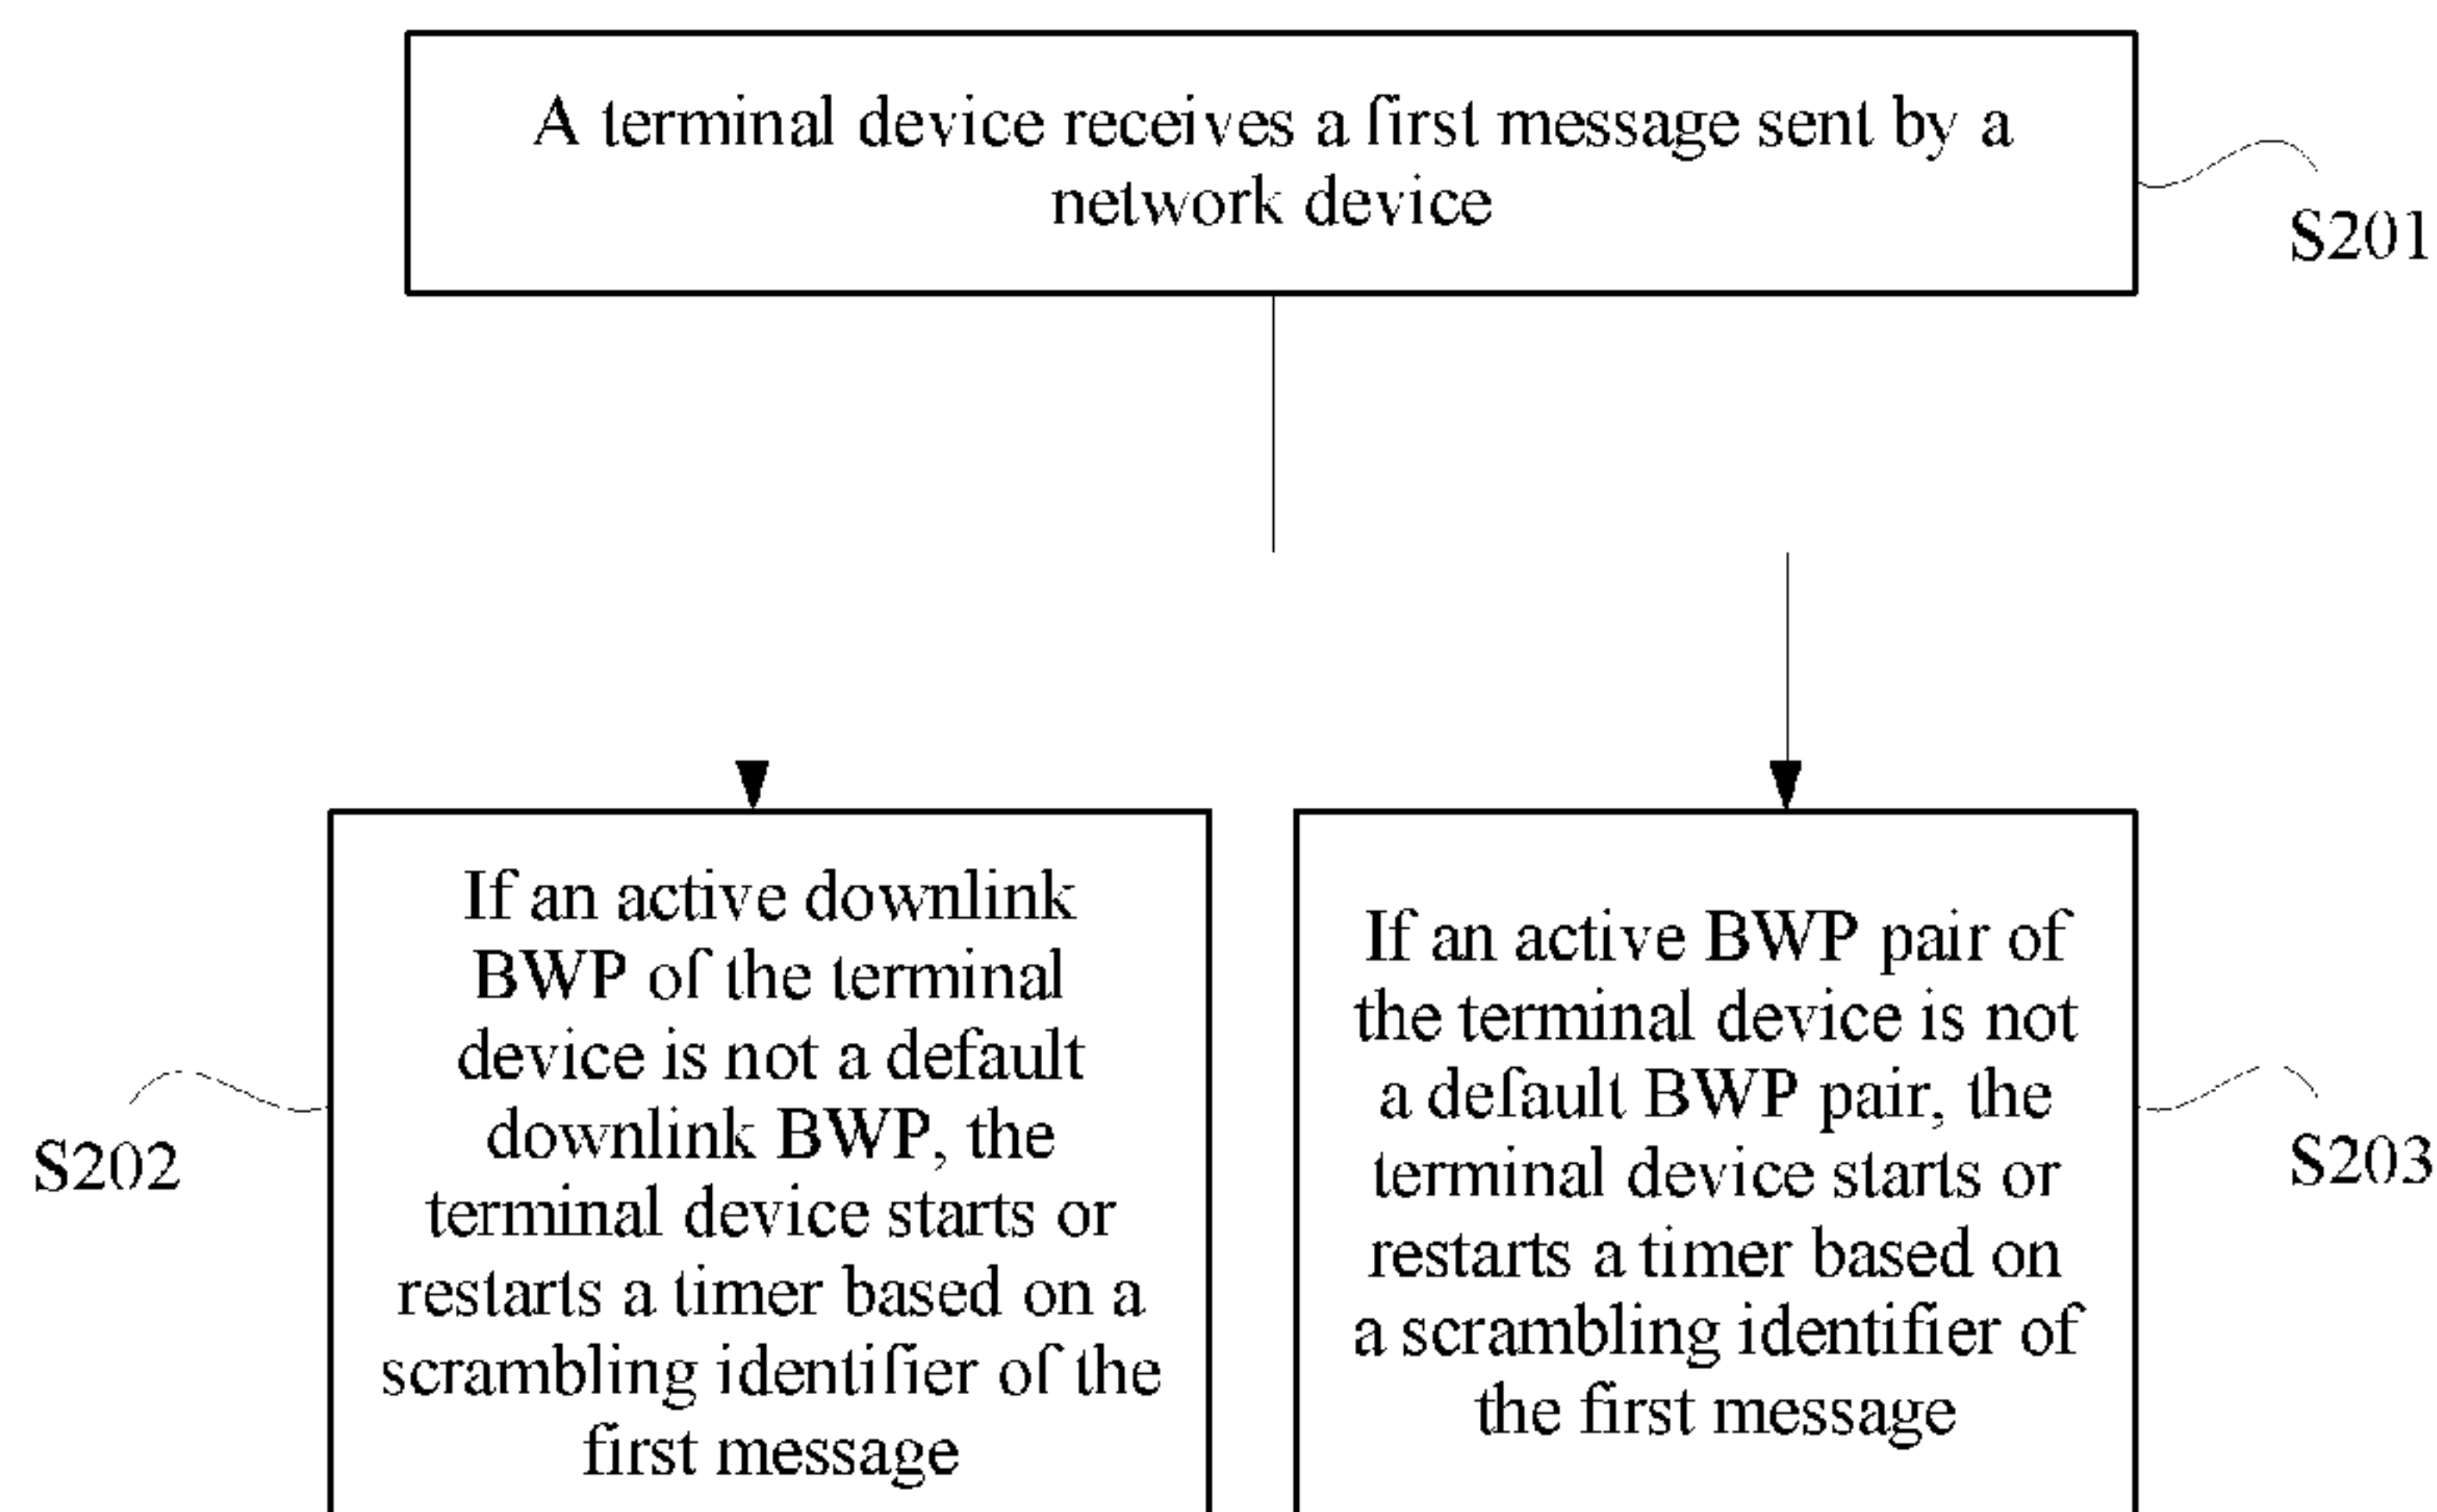 A terminal device receives a first message sent by a
network device
S201
If an active downlink
BWP of the terminal
device is not a default
downlink BWP, the
terminal device starts or
restarts a timer based on a
scrambling identifier of the
first message
S202
If an active BWP pair of
the terminal device is not
a default BWP pair, the
terminal device starts or
restarts a timer based on
a scrambling identifier of
the first message
S203